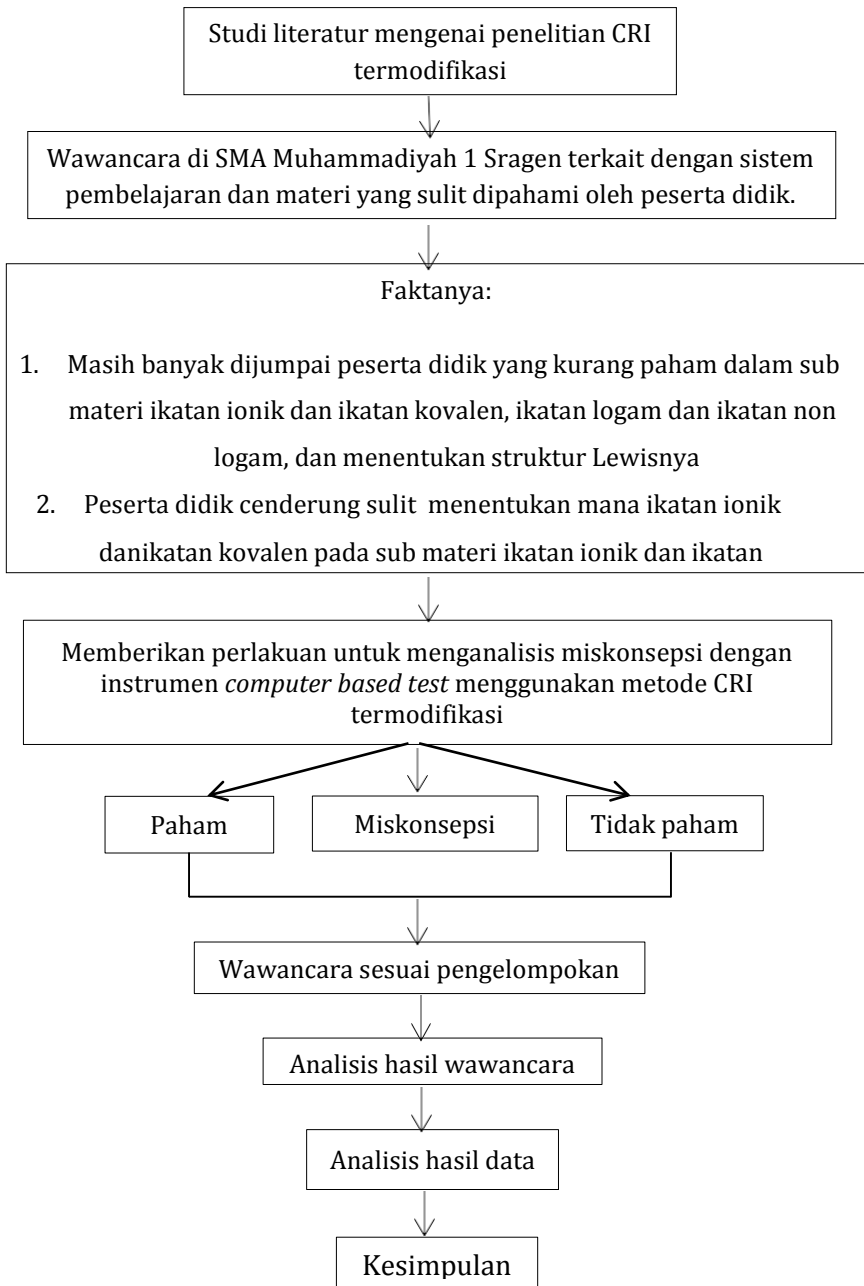 Studi literatur mengenai penelitian CRI
termodifikasi
Wawancara di SMA Muhammadiyah 1 Sragen terkait dengan sistem
pembelajaran dan materi yang sulit dipahami oleh peserta didik.
Faktanya:
1. Masih banyak dijumpai peserta didik yang kurang paham dalam sub
materi ikatan ionik dan ikatan kovalen, ikatan logam dan ikatan non
logam, dan menentukan struktur Lewisnya
2. Peserta didik cenderung sulit menentukan mana ikatan ionik
danikatan kovalen pada sub materi ikatan ionik dan ikatan
Memberikan perlakuan untuk menganalisis miskonsepsi dengan
instrumen computer based test menggunakan metode CRI
termodifikasi
Paham
Miskonsepsi
Tidak paham
Wawancara sesuai pengelompokan
Analisis hasil wawancara
Analisis hasil data
Kesimpulan